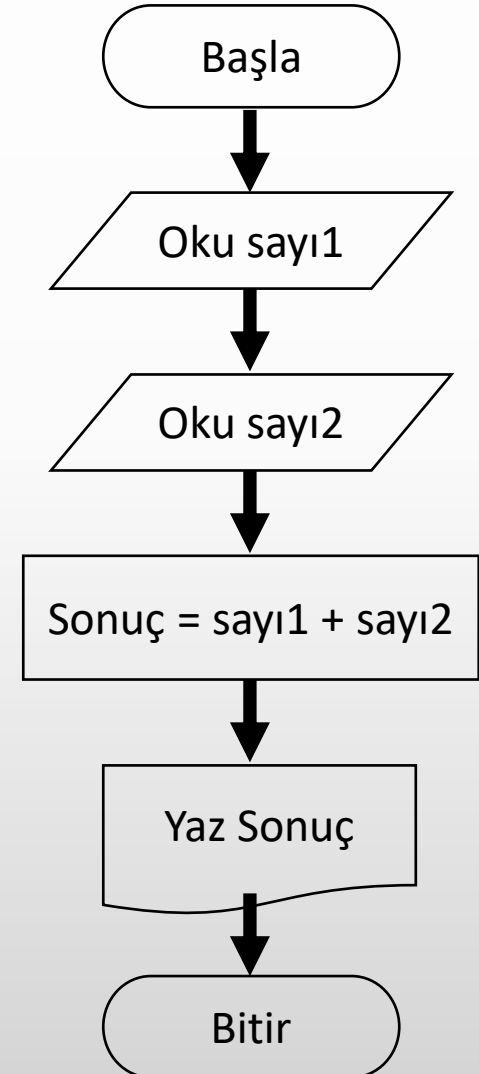 Başla
Oku sayı1
Oku sayı2
Sonuç = sayı1 + sayı2
Yaz Sonuç
Bitir